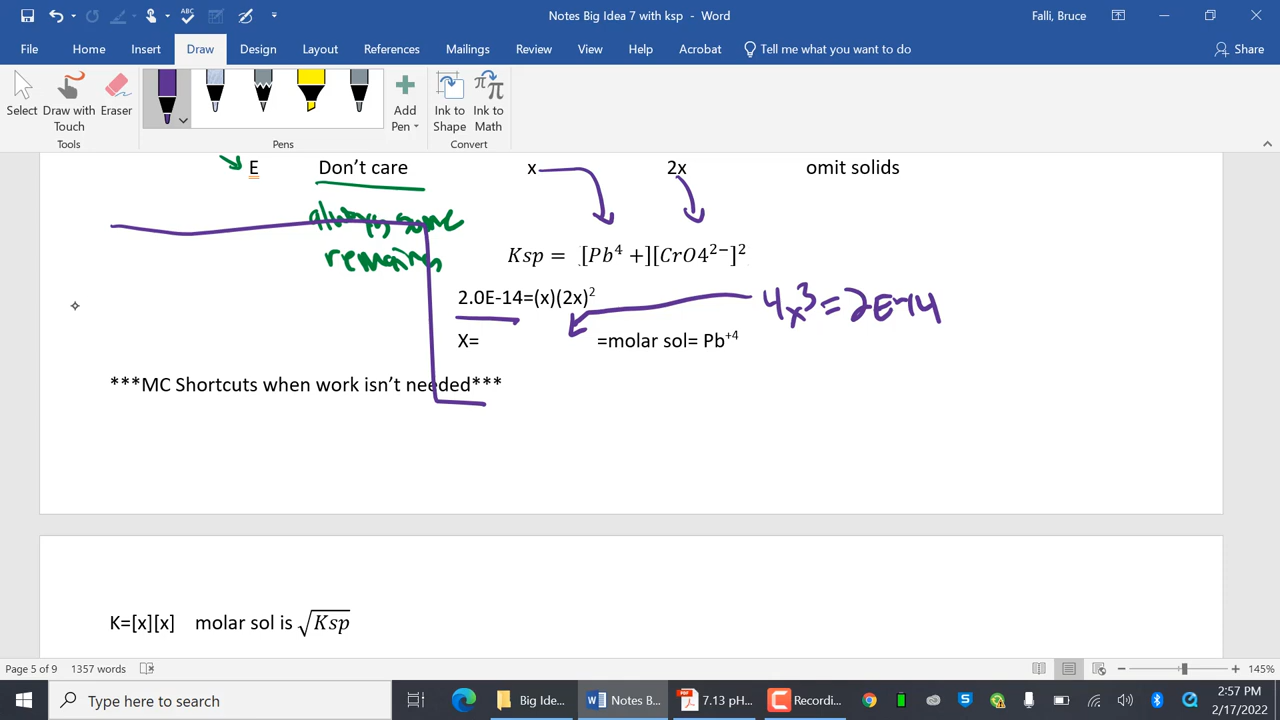 Notes Big Idea 7 with ksp - Word
Falli, Bruce
File Home Insert Draw Design Layout References Mailings Review View Help Acrobat Tell me what you want to do Share
Select Draw with Touch Eraser Add Pen Ink to Shape Ink to Math
Tools Pens Convert
E Don't care x 2x omit solids
always some
remains
Ksp = [Pb⁴ +][CrO4²⁻]²
2.0E-14=(x)(2x)² 4x³=2E-14
X= =molar sol= Pb⁺⁴
***MC Shortcuts when work isn't needed***
K=[x][x] molar sol is √Ksp
Page 5 of 9 1357 words 145%
Type here to search Big Idea... Notes B... 7.13 pH... Recordi... 2:57 PM
2/17/2022